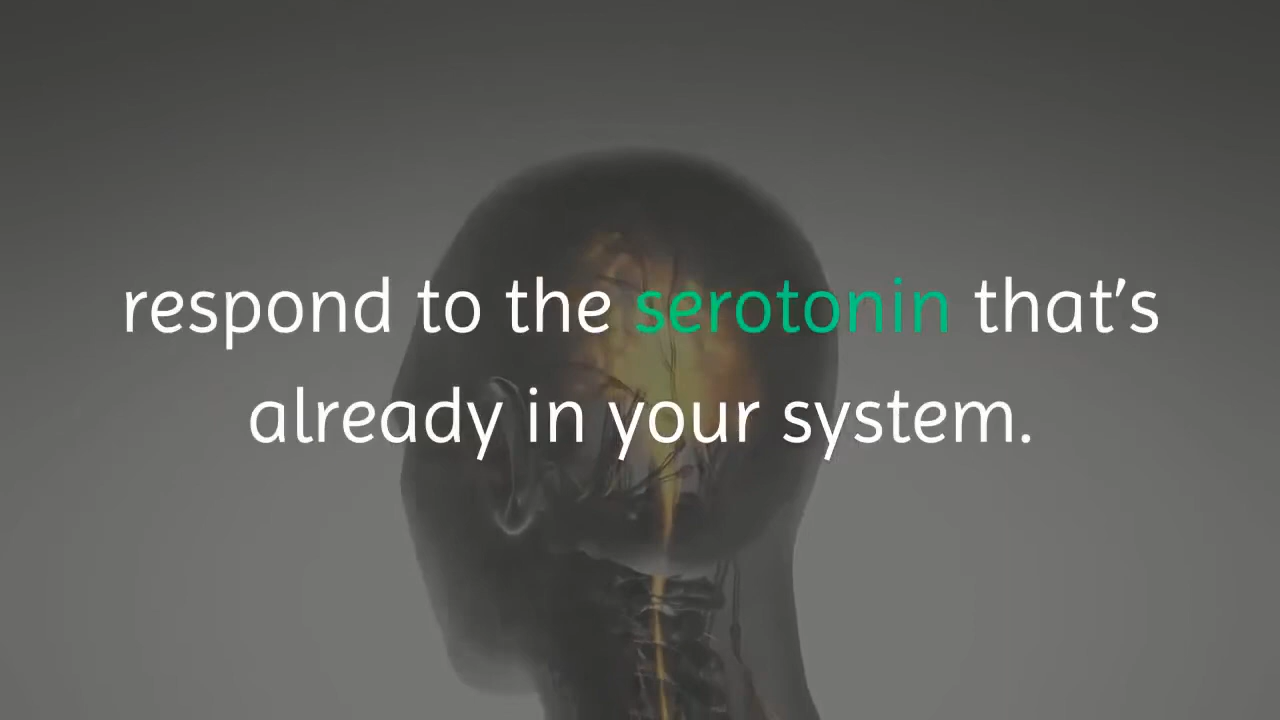 respond to the serotonin that’s
already in your system.